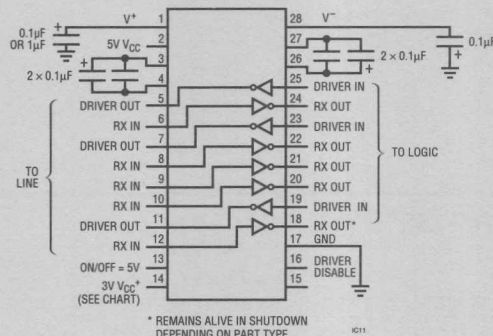 V+
1
28
V−
0.1µF
OR 1µF
+
2
5V VCC
27
+
2 × 0.1µF
0.1µF
+
3
2 × 0.1µF
+
26
4
25
DRIVER IN
DRIVER OUT
5
24
RX OUT
RX IN
6
23
DRIVER IN
DRIVER OUT
7
22
RX OUT
RX IN
8
21
RX OUT
RX IN
9
20
RX OUT
RX IN
10
19
DRIVER IN
DRIVER OUT
11
18
RX OUT*
RX IN
12
17
GND
TO
LINE
TO LOGIC
ON/OFF = 5V
13
16
DRIVER
DISABLE
3V VCC+
(SEE CHART)
14
15
* REMAINS ALIVE IN SHUTDOWN
DEPENDING ON PART TYPE
IC11